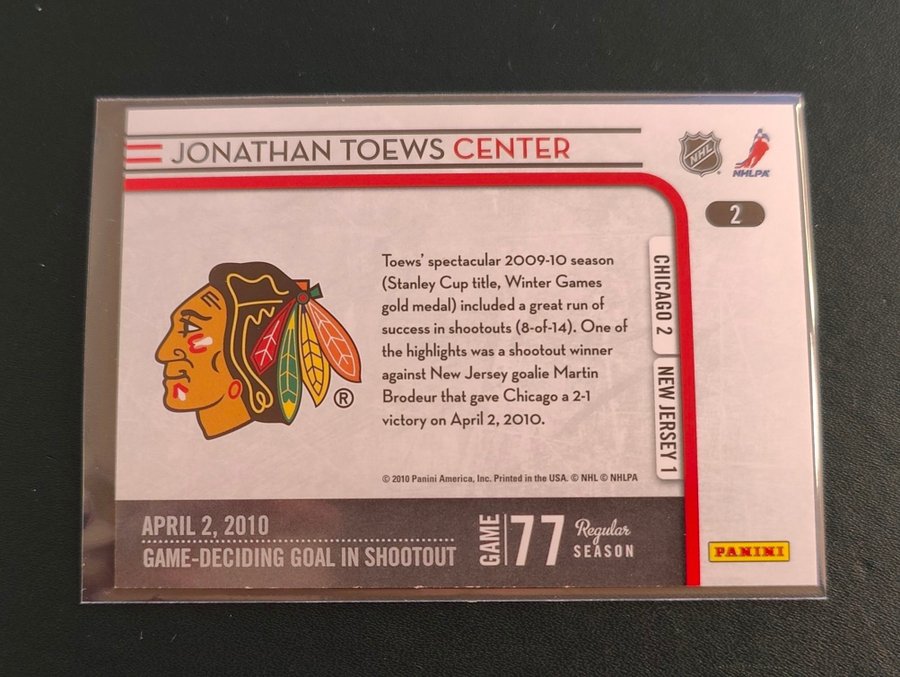 JONATHAN TOEWS CENTER
NHL
NHLPA
2
Toews' spectacular 2009-10 season
(Stanley Cup title, Winter Games
gold medal) included a great run of
success in shootouts (8-of-14). One of
the highlights was a shootout winner
against New Jersey goalie Martin
Brodeur that gave Chicago a 2-1
victory on April 2, 2010.
®
CHICAGO 2
NEW JERSEY 1
© 2010 Panini America, Inc. Printed in the USA. © NHL © NHLPA
APRIL 2, 2010
GAME-DECIDING GOAL IN SHOOTOUT
GAME
77
Regular
SEASON
PANINI